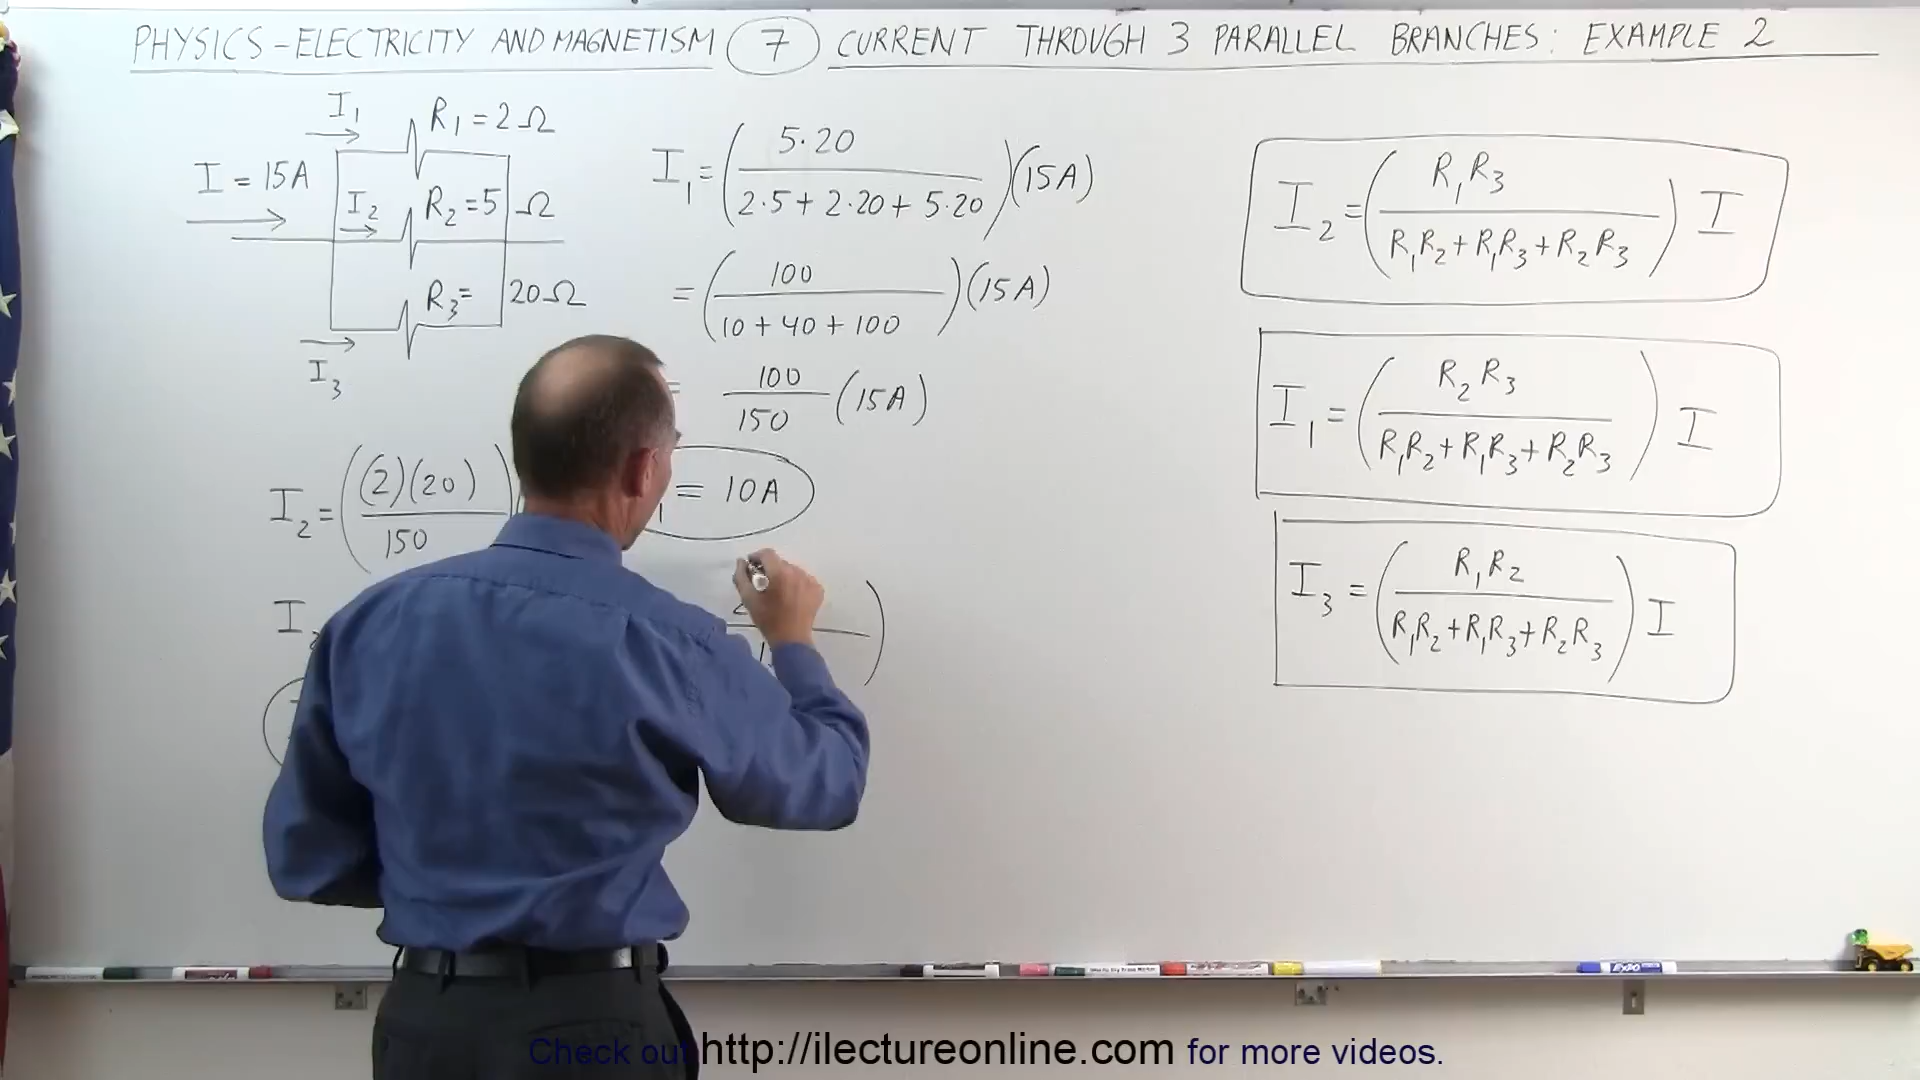 PHYSICS - ELECTRICITY AND MAGNETISM 7 CURRENT THROUGH 3 PARALLEL BRANCHES: EXAMPLE 2
I₁
R₁ = 2 Ω
I = 15A
I₂
R₂ = 5 Ω
R₃ = 20 Ω
I₃
I₁ = (5·20 / (2·5 + 2·20 + 5·20)) (15A)
= (100 / (10 + 40 + 100)) (15A)
= 100/150 (15A)
₁ = 10A
I₂ = ((2)(20) / 150)
I₂ = (R₁R₃ / (R₁R₂ + R₁R₃ + R₂R₃)) I
I₁ = (R₂R₃ / (R₁R₂ + R₁R₃ + R₂R₃)) I
I₃ = (R₁R₂ / (R₁R₂ + R₁R₃ + R₂R₃)) I
EXPO
Check out http://ilectureonline.com for more videos.